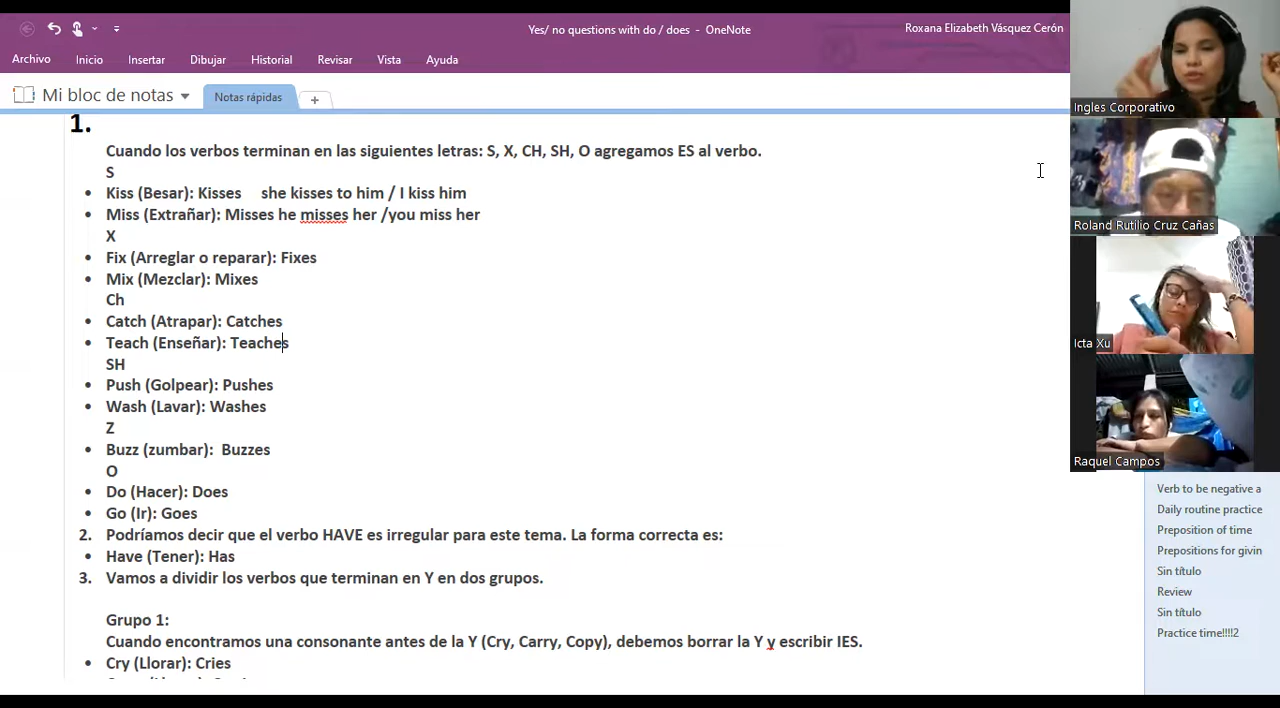 Yes/ no questions with do / does - OneNote
Roxana Elizabeth Vásquez Cerón
Archivo
Inicio
Insertar
Dibujar
Historial
Revisar
Vista
Ayuda
Mi bloc de notas
Notas rápidas
1.
Cuando los verbos terminan en las siguientes letras: S, X, CH, SH, O agregamos ES al verbo.
S
Kiss (Besar): Kisses she kisses to him / I kiss him
Miss (Extrañar): Misses he misses her /you miss her
X
Fix (Arreglar o reparar): Fixes
Mix (Mezclar): Mixes
Ch
Catch (Atrapar): Catches
Teach (Enseñar): Teaches
SH
Push (Golpear): Pushes
Wash (Lavar): Washes
Z
Buzz (zumbar): Buzzes
O
Do (Hacer): Does
Go (Ir): Goes
2. Podríamos decir que el verbo HAVE es irregular para este tema. La forma correcta es:
Have (Tener): Has
3. Vamos a dividir los verbos que terminan en Y en dos grupos.
Grupo 1:
Cuando encontramos una consonante antes de la Y (Cry, Carry, Copy), debemos borrar la Y y escribir IES.
Cry (Llorar): Cries
Ingles Corporativo
Roland Rutilio Cruz Cañas
Icta Xu
Raquel Campos
Verb to be negative a
Daily routine practice
Preposition of time
Prepositions for givin
Sin título
Review
Sin título
Practice time!!!!2